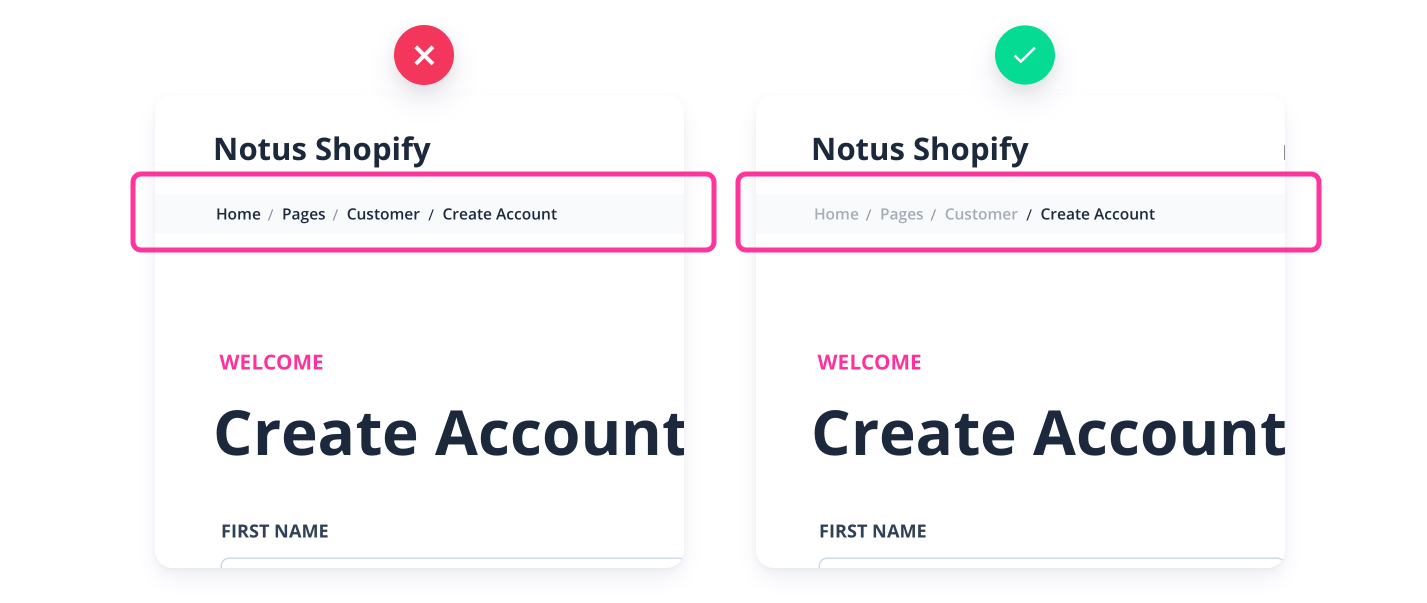 Notus Shopify
Home / Pages / Customer / Create Account
WELCOME
Create Account
FIRST NAME
Notus Shopify
Home / Pages / Customer / Create Account
WELCOME
Create Account
FIRST NAME